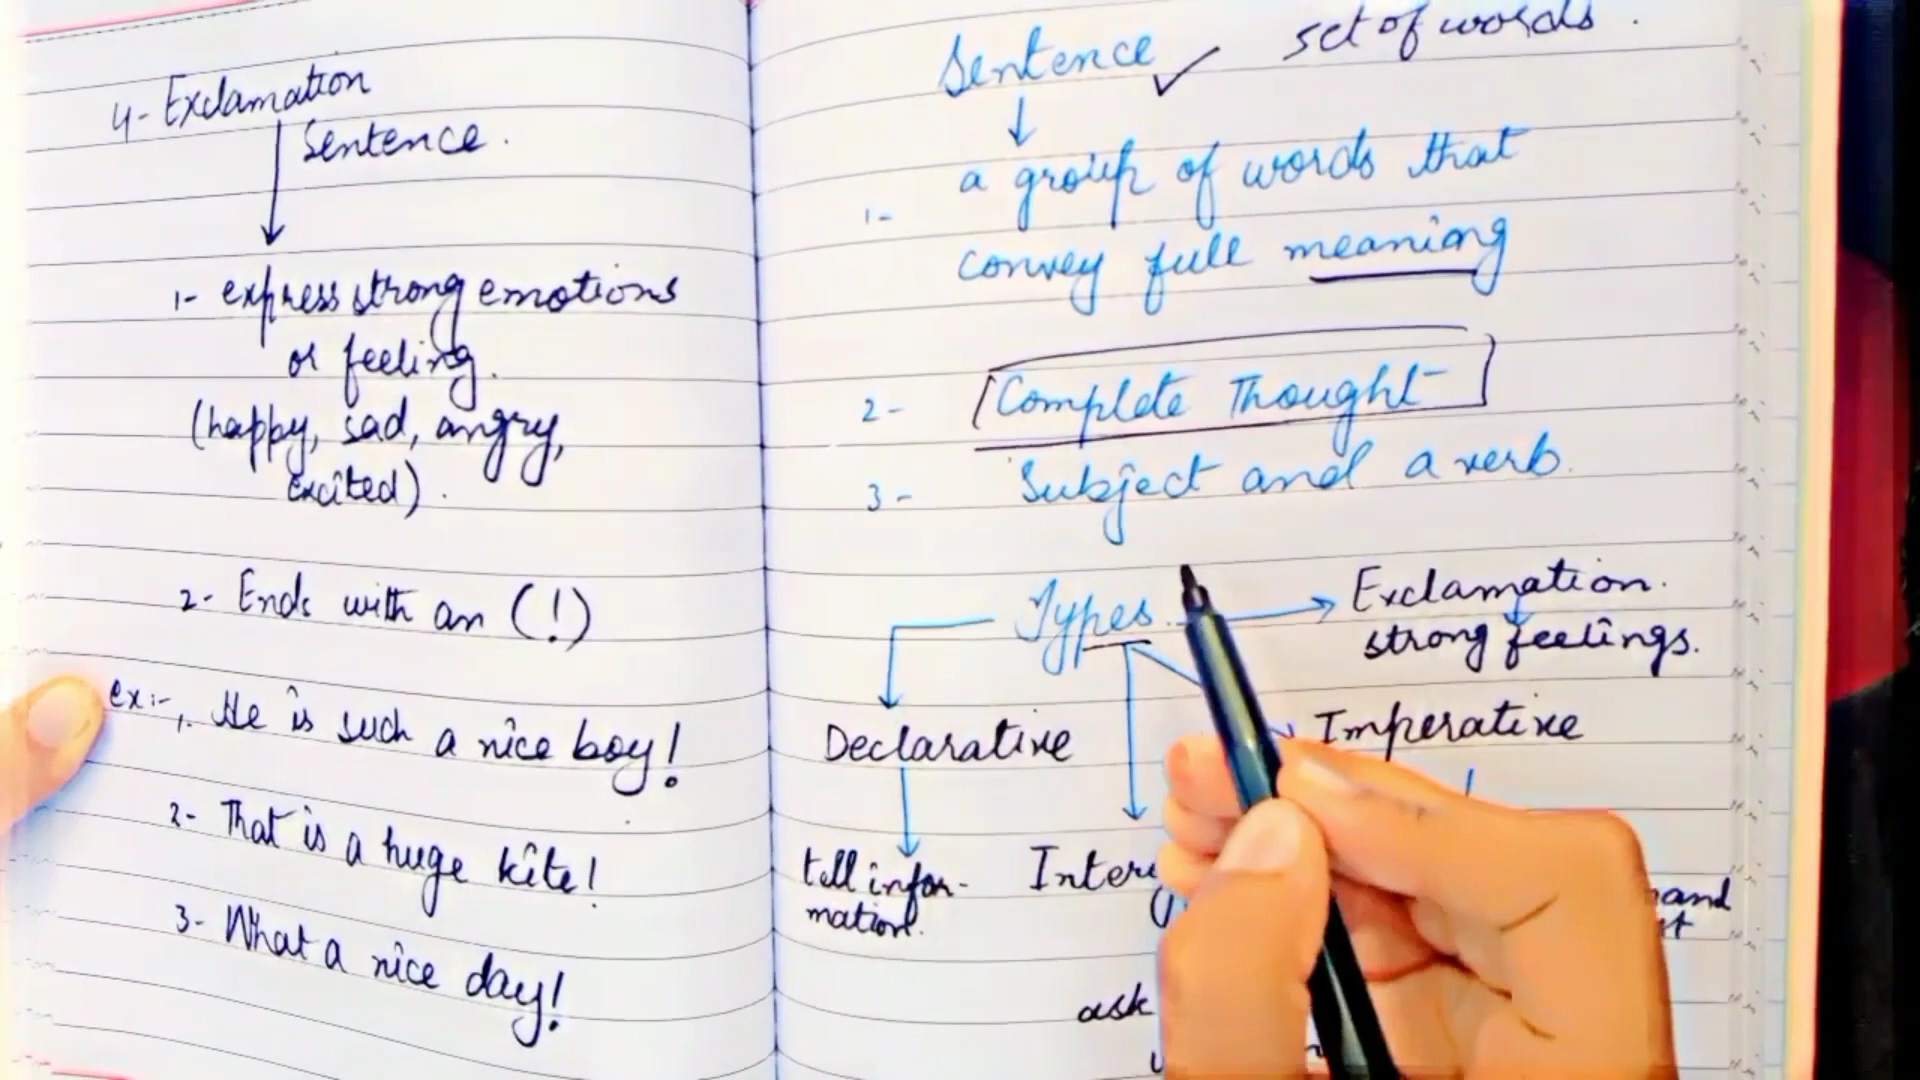 4- Exclamation
Sentence.
1- express strong emotions
or feeling.
(happy, sad, angry,
excited).
2- Ends with an (!)
ex:- 1. He is such a nice boy!
2- That is a huge kite!
3- What a nice day!
Sentence ✓ set of words.
1- a group of words that
convey full meaning
2- Complete Thought
3- Subject and a verb.
Types
Exclamation.
strong feelings.
Declarative
Imperative
tell infor-
mation.
ask